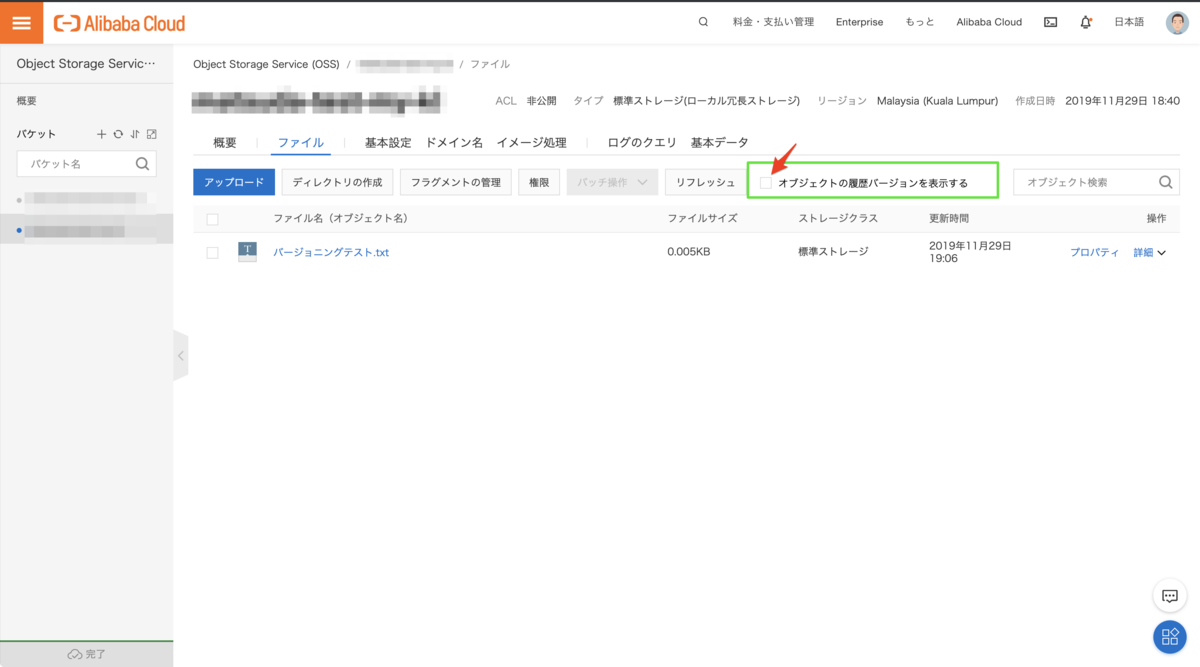 Alibaba Cloud
料金・支払い管理 Enterprise もっと Alibaba Cloud 日本語
Object Storage Servic…
Object Storage Service (OSS) / / ファイル
概要
ACL 非公開 タイプ 標準ストレージ(ローカル冗長ストレージ) リージョン Malaysia (Kuala Lumpur) 作成日時 2019年11月29日 18:40
バケット
バケット名
概要 ファイル 基本設定 ドメイン名 イメージ処理 ログのクエリ 基本データ
アップロード ディレクトリの作成 フラグメントの管理 権限 バッチ操作 リフレッシュ オブジェクトの履歴バージョンを表示する オブジェクト検索
ファイル名（オブジェクト名） ファイルサイズ ストレージクラス 更新時間 操作
T バージョニングテスト.txt 0.005KB 標準ストレージ 2019年11月29日 プロパティ 詳細
19:06
完了